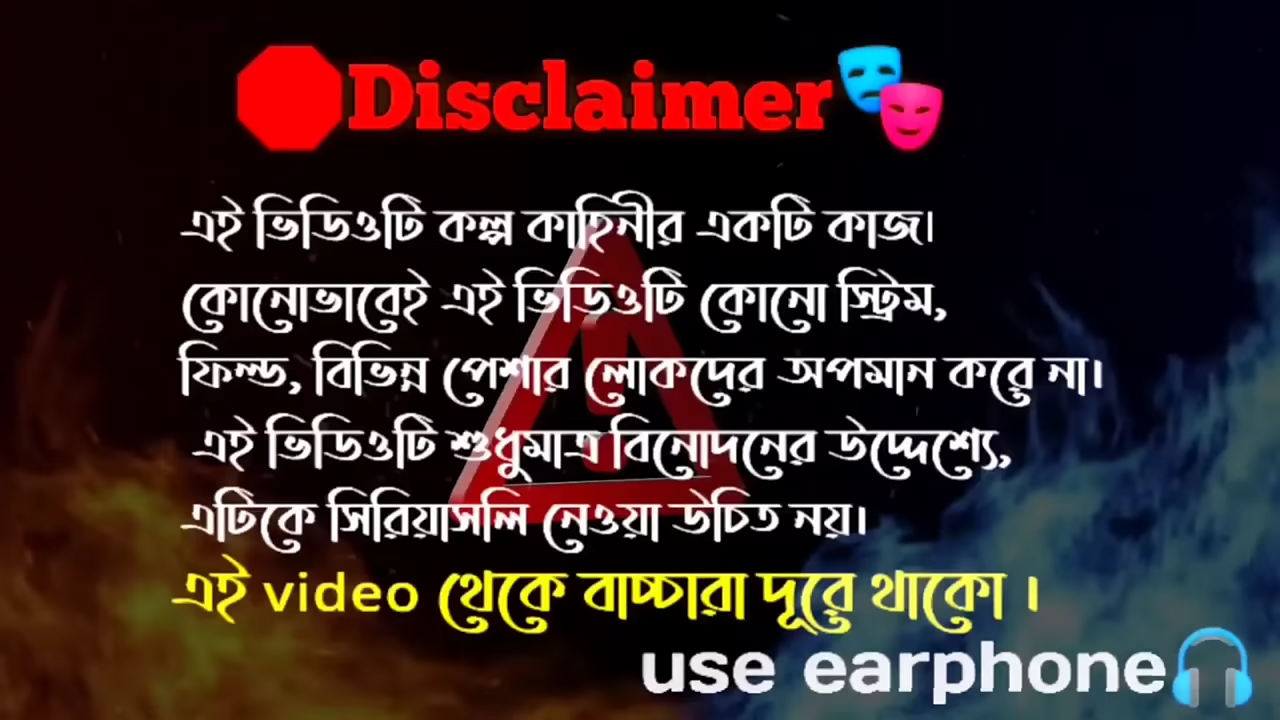 Disclaimer
এই ভিডিওটি কল্প কাহিনীর একটি কাজ।
কোনোভাবেই এই ভিডিওটি কোনো স্ট্রিম,
ফিল্ড, বিভিন্ন পেশার লোকদের অপমান করে না।
এই ভিডিওটি শুধুমাত্র বিনোদনের উদ্দেশ্যে,
এটিকে সিরিয়াসলি নেওয়া উচিত নয়।
এই video থেকে বাচ্চারা দূরে থাকো ।
use earphone